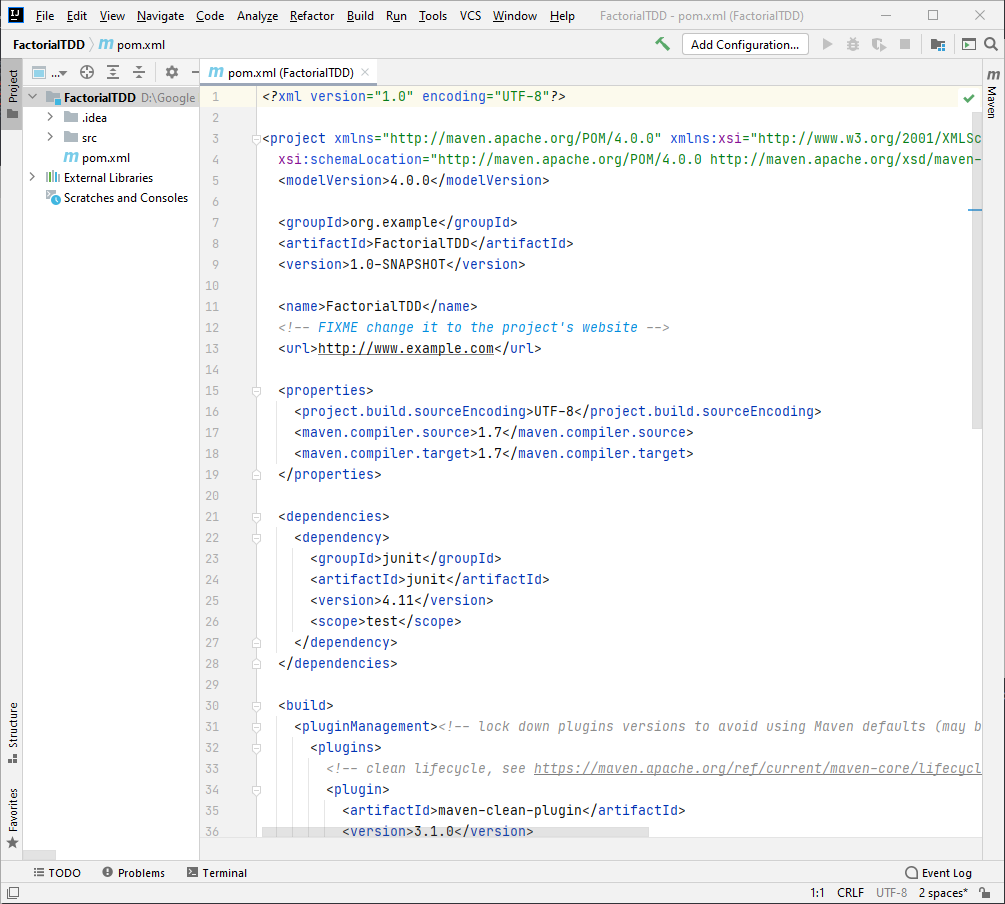 File Edit View Navigate Code Analyze Refactor Build Run Tools VCS Window Help FactorialTDD - pom.xml (FactorialTDD)
FactorialTDD pom.xml Add Configuration...
... pom.xml (FactorialTDD)
Project
FactorialTDD D:\Google
.idea
src
pom.xml
External Libraries
Scratches and Consoles
Structure
Favorites
1 <?xml version="1.0" encoding="UTF-8"?>
2
3 <project xmlns="http://maven.apache.org/POM/4.0.0" xmlns:xsi="http://www.w3.org/2001/XMLSc
4 xsi:schemaLocation="http://maven.apache.org/POM/4.0.0 http://maven.apache.org/xsd/maven-
5 <modelVersion>4.0.0</modelVersion>
6
7 <groupId>org.example</groupId>
8 <artifactId>FactorialTDD</artifactId>
9 <version>1.0-SNAPSHOT</version>
10
11 <name>FactorialTDD</name>
12 <!-- FIXME change it to the project's website -->
13 <url>http://www.example.com</url>
14
15 <properties>
16 <project.build.sourceEncoding>UTF-8</project.build.sourceEncoding>
17 <maven.compiler.source>1.7</maven.compiler.source>
18 <maven.compiler.target>1.7</maven.compiler.target>
19 </properties>
20
21 <dependencies>
22 <dependency>
23 <groupId>junit</groupId>
24 <artifactId>junit</artifactId>
25 <version>4.11</version>
26 <scope>test</scope>
27 </dependency>
28 </dependencies>
29
30 <build>
31 <pluginManagement><!-- lock down plugins versions to avoid using Maven defaults (may b
32 <plugins>
33 <!-- clean lifecycle, see https://maven.apache.org/ref/current/maven-core/lifecycl
34 <plugin>
35 <artifactId>maven-clean-plugin</artifactId>
36 <version>3.1.0</version>
Maven
TODO Problems Terminal Event Log
1:1 CRLF UTF-8 2 spaces*